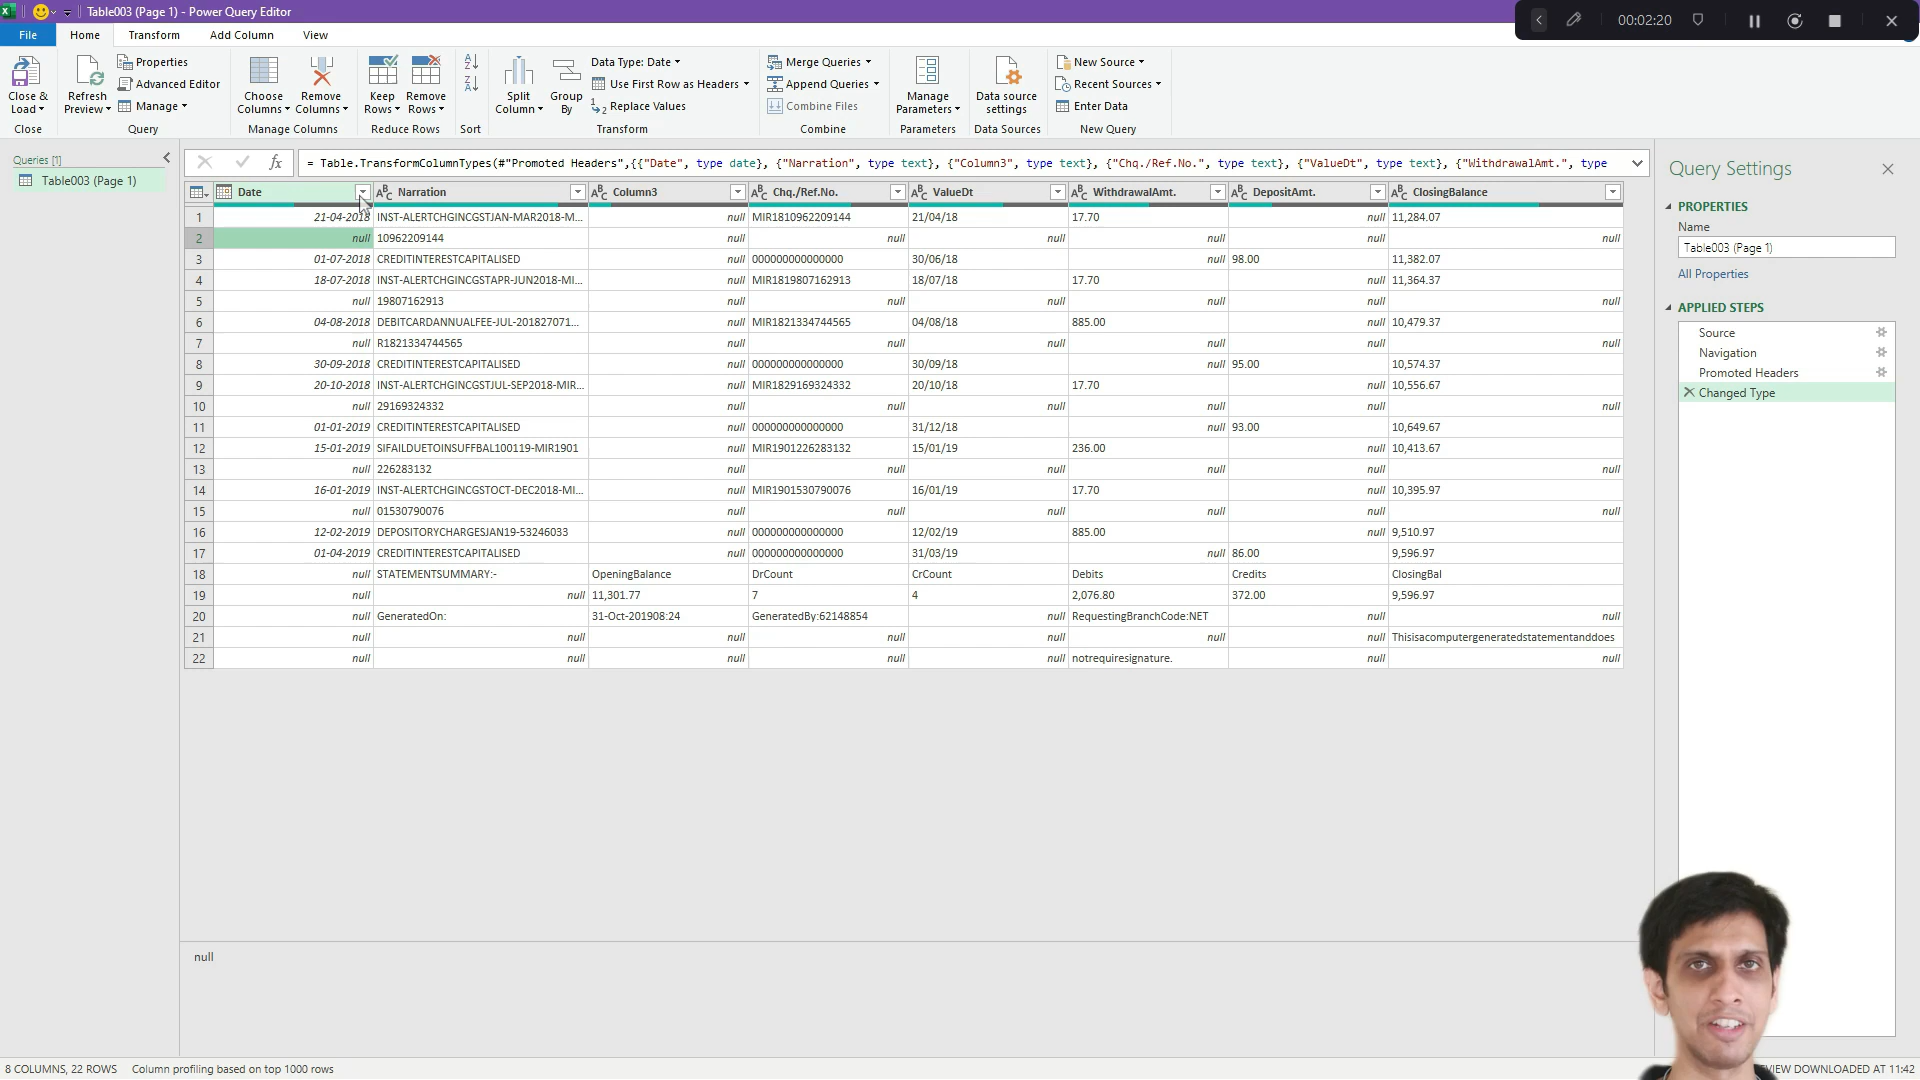 Table003 (Page 1) - Power Query Editor
00:02:20
File Home Transform Add Column View
Close & Load
Close
Refresh Preview
Properties
Advanced Editor
Manage
Query
Choose Columns
Remove Columns
Manage Columns
Keep Rows
Remove Rows
Reduce Rows
Sort
Split Column
Group By
Data Type: Date
Use First Row as Headers
Replace Values
Transform
Merge Queries
Append Queries
Combine Files
Combine
Manage Parameters
Parameters
Data source settings
Data Sources
New Source
Recent Sources
Enter Data
New Query
Queries [1]
Table003 (Page 1)
fx
= Table.TransformColumnTypes(#"Promoted Headers",{{"Date", type date}, {"Narration", type text}, {"Column3", type text}, {"Chq./Ref.No.", type text}, {"ValueDt", type text}, {"WithdrawalAmt.", type
Date Narration Column3 Chq./Ref.No. ValueDt WithdrawalAmt. DepositAmt. ClosingBalance
1 21-04-2018 INST-ALERTCHGINCGSTJAN-MAR2018-M... null MIR1810962209144 21/04/18 17.70 null 11,284.07
2 null 10962209144 null null null null null null
3 01-07-2018 CREDITINTERESTCAPITALISED null 000000000000000 30/06/18 null 98.00 11,382.07
4 18-07-2018 INST-ALERTCHGINCGSTAPR-JUN2018-MI... null MIR1819807162913 18/07/18 17.70 null 11,364.37
5 null 19807162913 null null null null null null
6 04-08-2018 DEBITCARDANNUALFEE-JUL-201827071... null MIR1821334744565 04/08/18 885.00 null 10,479.37
7 null R1821334744565 null null null null null null
8 30-09-2018 CREDITINTERESTCAPITALISED null 000000000000000 30/09/18 null 95.00 10,574.37
9 20-10-2018 INST-ALERTCHGINCGSTJUL-SEP2018-MIR... null MIR1829169324332 20/10/18 17.70 null 10,556.67
10 null 29169324332 null null null null null null
11 01-01-2019 CREDITINTERESTCAPITALISED null 000000000000000 31/12/18 null 93.00 10,649.67
12 15-01-2019 SIFAILDUETOINSUFFBAL100119-MIR1901 null MIR1901226283132 15/01/19 236.00 null 10,413.67
13 null 226283132 null null null null null null
14 16-01-2019 INST-ALERTCHGINCGSTOCT-DEC2018-MI... null MIR1901530790076 16/01/19 17.70 null 10,395.97
15 null 01530790076 null null null null null null
16 12-02-2019 DEPOSITORYCHARGESJAN19-53246033 null 000000000000000 12/02/19 885.00 null 9,510.97
17 01-04-2019 CREDITINTERESTCAPITALISED null 000000000000000 31/03/19 null 86.00 9,596.97
18 null STATEMENTSUMMARY:- OpeningBalance DrCount CrCount Debits Credits ClosingBal
19 null null 11,301.77 7 4 2,076.80 372.00 9,596.97
20 null GeneratedOn: 31-Oct-201908:24 GeneratedBy:62148854 null RequestingBranchCode:NET null null
21 null null null null null null null Thisisacomputergeneratedstatementanddoes
22 null null null null null notrequiresignature. null null
null
Query Settings
PROPERTIES
Name
Table003 (Page 1)
All Properties
APPLIED STEPS
Source
Navigation
Promoted Headers
Changed Type
8 COLUMNS, 22 ROWS Column profiling based on top 1000 rows
VIEW DOWNLOADED AT 11:42